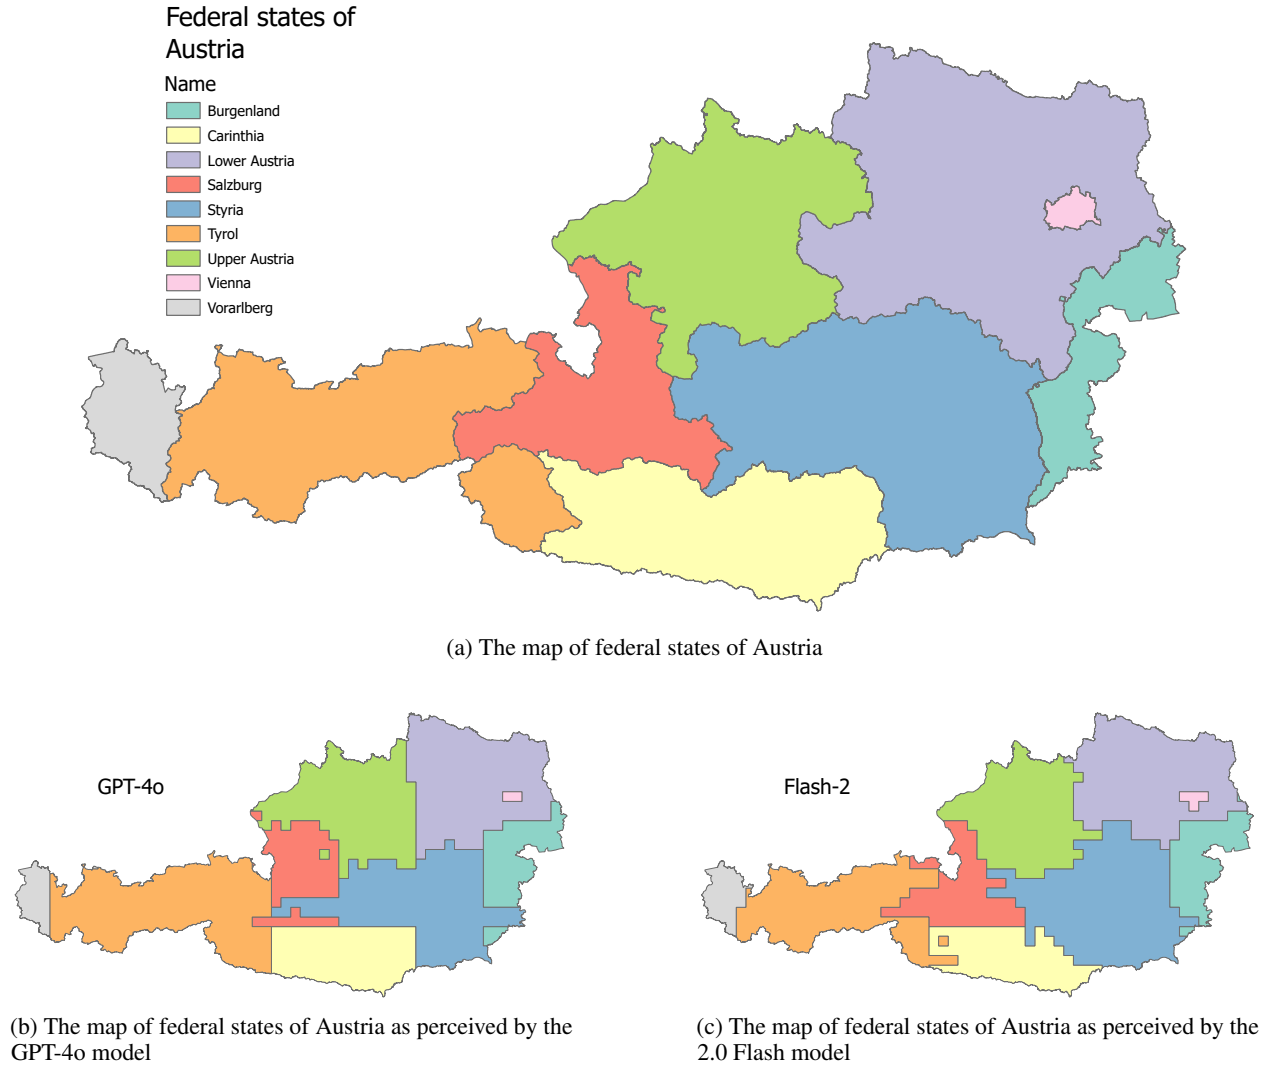 Federal states of
Austria
Name
Burgenland
Carinthia
Lower Austria
Salzburg
Styria
Tyrol
Upper Austria
Vienna
Vorarlberg
(a) The map of federal states of Austria
GPT-4o
Flash-2
(b) The map of federal states of Austria as perceived by the
GPT-4o model
(c) The map of federal states of Austria as perceived by the
2.0 Flash model